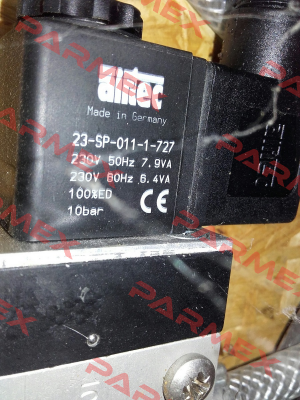 airtec
Made in Germany
23-SP-011-1-727
230V 50Hz 7.9VA
230V 60Hz 6.4VA
100%ED
10bar
CE
PARMEX
PARMEX
PARMEX
PARMEX
PARMEX